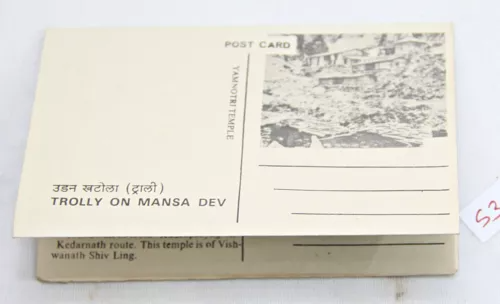 POST CARD
YAMNOTRI TEMPLE
उडन खटोला (ट्राली)
TROLLY ON MANSA DEV
Kedarnath route. This temple is of Vish-
wanath Shiv Ling.
53